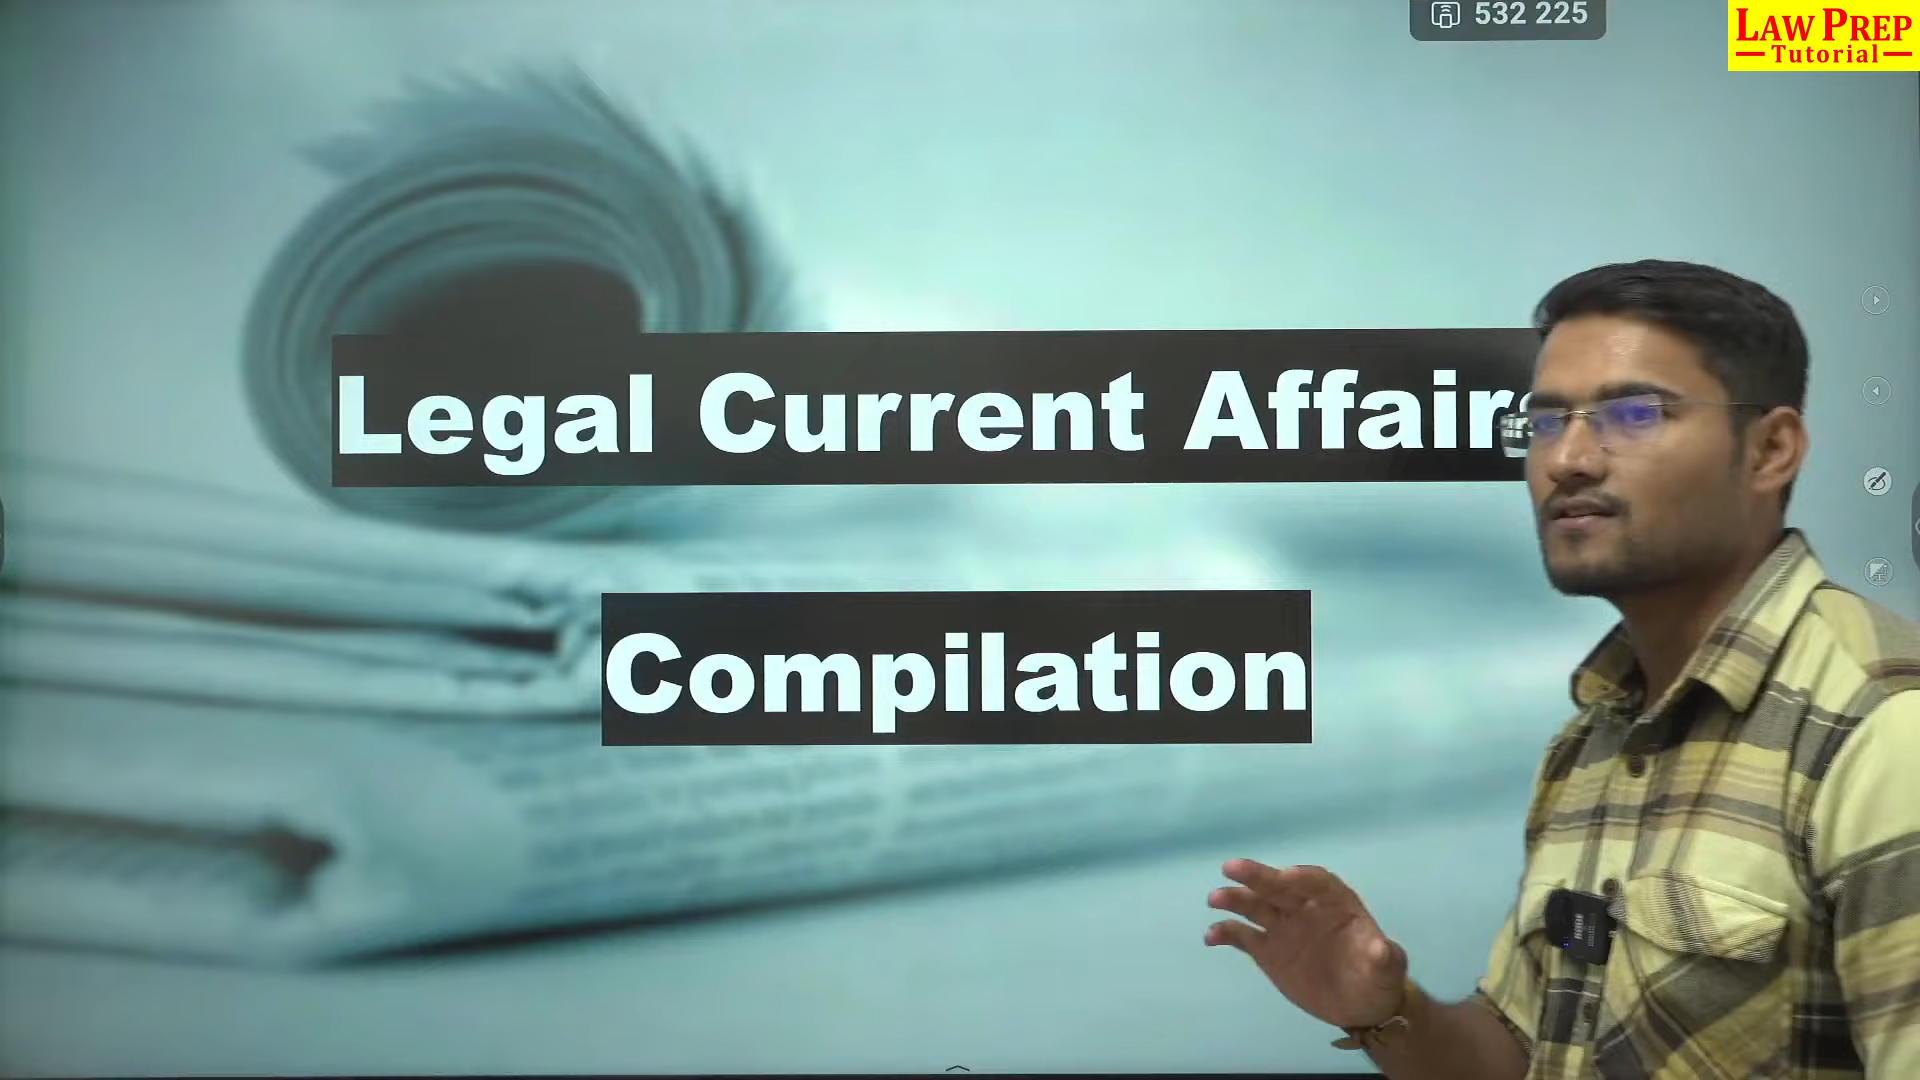 532 225
LAW PREP
Tutorial
Legal Current Affairs
Compilation